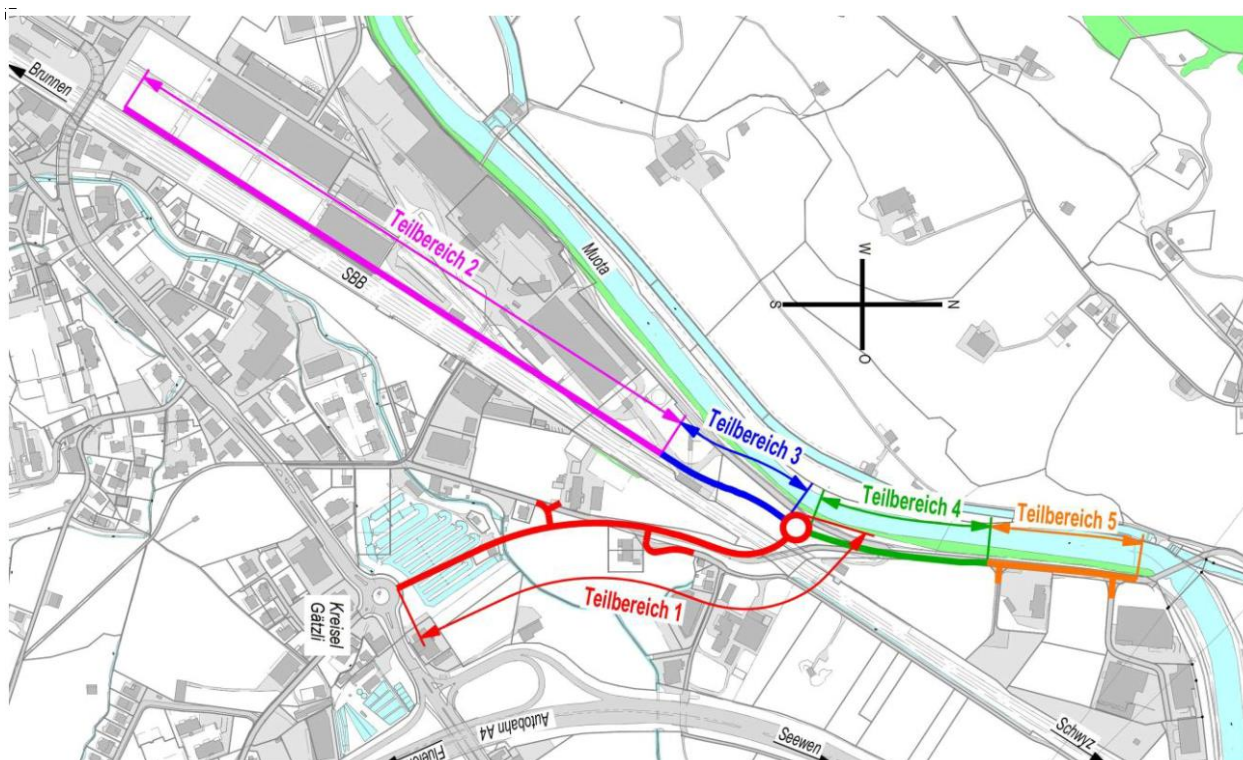 Brunnen
Teilbereich 2
SBB
Muota
W
S
N
O
Teilbereich 3
Teilbereich 4
Teilbereich 5
Teilbereich 1
Kreisel
Gätzli
Autobahn A4
Seewen
Schwyz